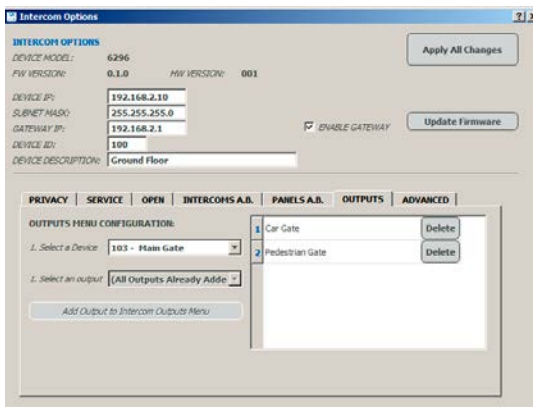 Intercom Options
INTERCOM OPTIONS
DEVICE MODEL: 6296
FW VERSION: 0.1.0 HW VERSION: 001
Apply All Changes
DEVICE IP: 192.168.2.10
SUBNET MASK: 255.255.255.0
GATEWAY IP: 192.168.2.1
ENABLE GATEWAY
Update Firmware
DEVICE ID: 100
DEVICE DESCRIPTION: Ground Floor
PRIVACY SERVICE OPEN INTERCOMS A.B. PANELS A.B. OUTPUTS ADVANCED
OUTPUTS MENU CONFIGURATION:
1. Select a Device 103 - Main Gate
1. Select an output (All Outputs Already Adde
Add Output to Intercom Outputs Menu
1 Car Gate Delete
2 Pedestrian Gate Delete